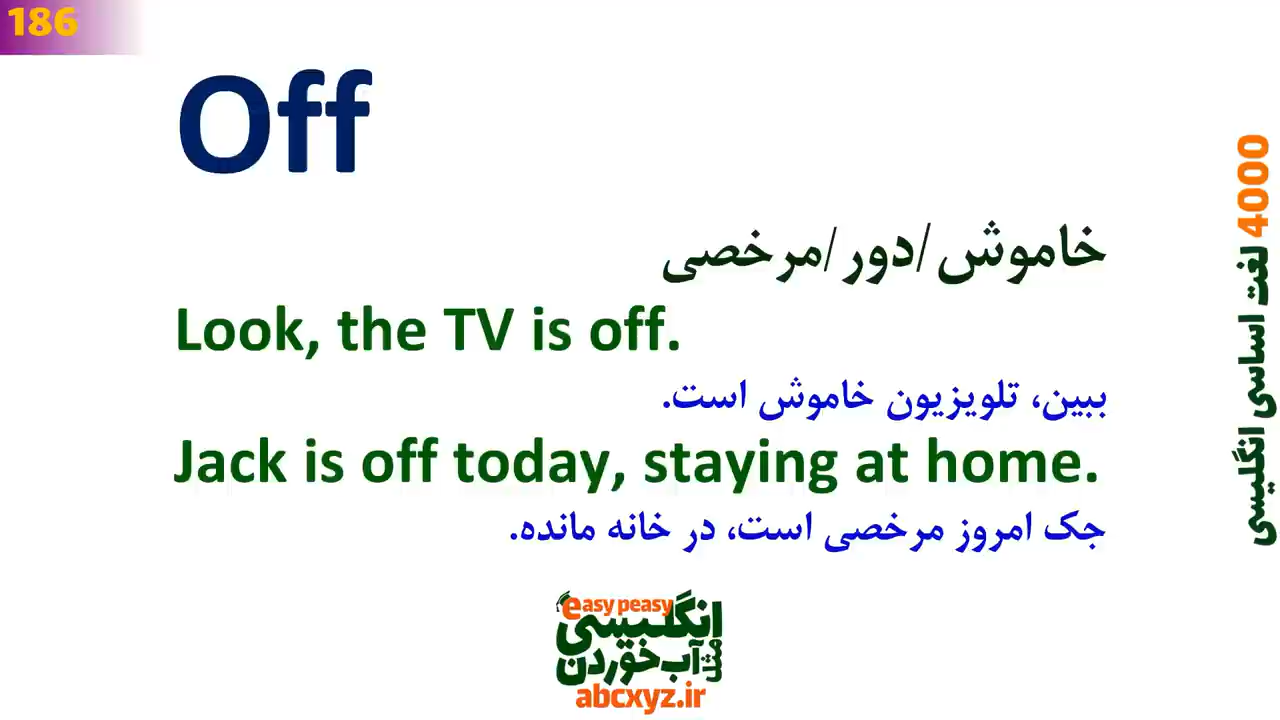 186
Off
خاموش/دور/مرخصی
Look, the TV is off.
ببین، تلویزیون خاموش است.
Jack is off today, staying at home.
جک امروز مرخصی است، در خانه مانده.
4000 لغت اساسی انگلیسی
easy peasy
انگلیسی
مثل آب خوردن
abcxyz.ir